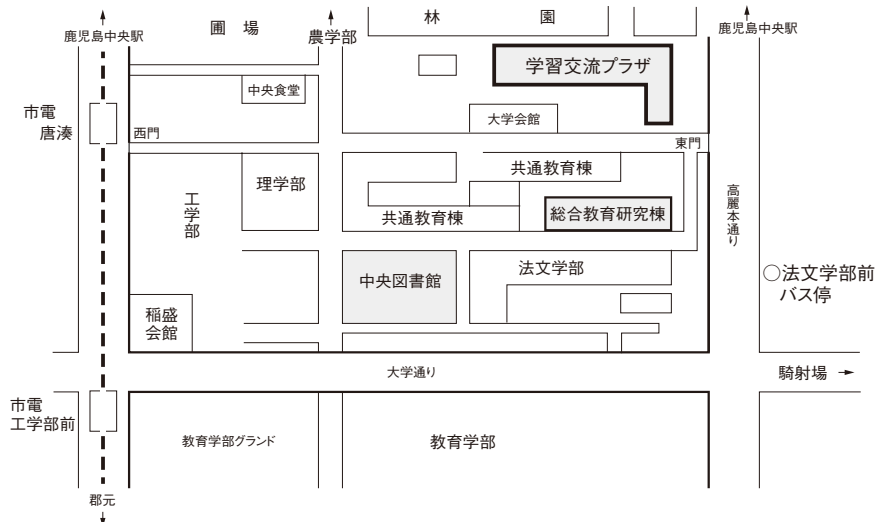 鹿児島中央駅
圃 場
農学部
林 園
鹿児島中央駅
学習交流プラザ
中央食堂
市電
唐湊
西門
大学会館
東門
工学部
理学部
共通教育棟
共通教育棟
総合教育研究棟
高麗本通り
中央図書館
法文学部
○法文学部前
バス停
稲盛
会館
大学通り
騎射場
市電
工学部前
教育学部グランド
教育学部
郡元